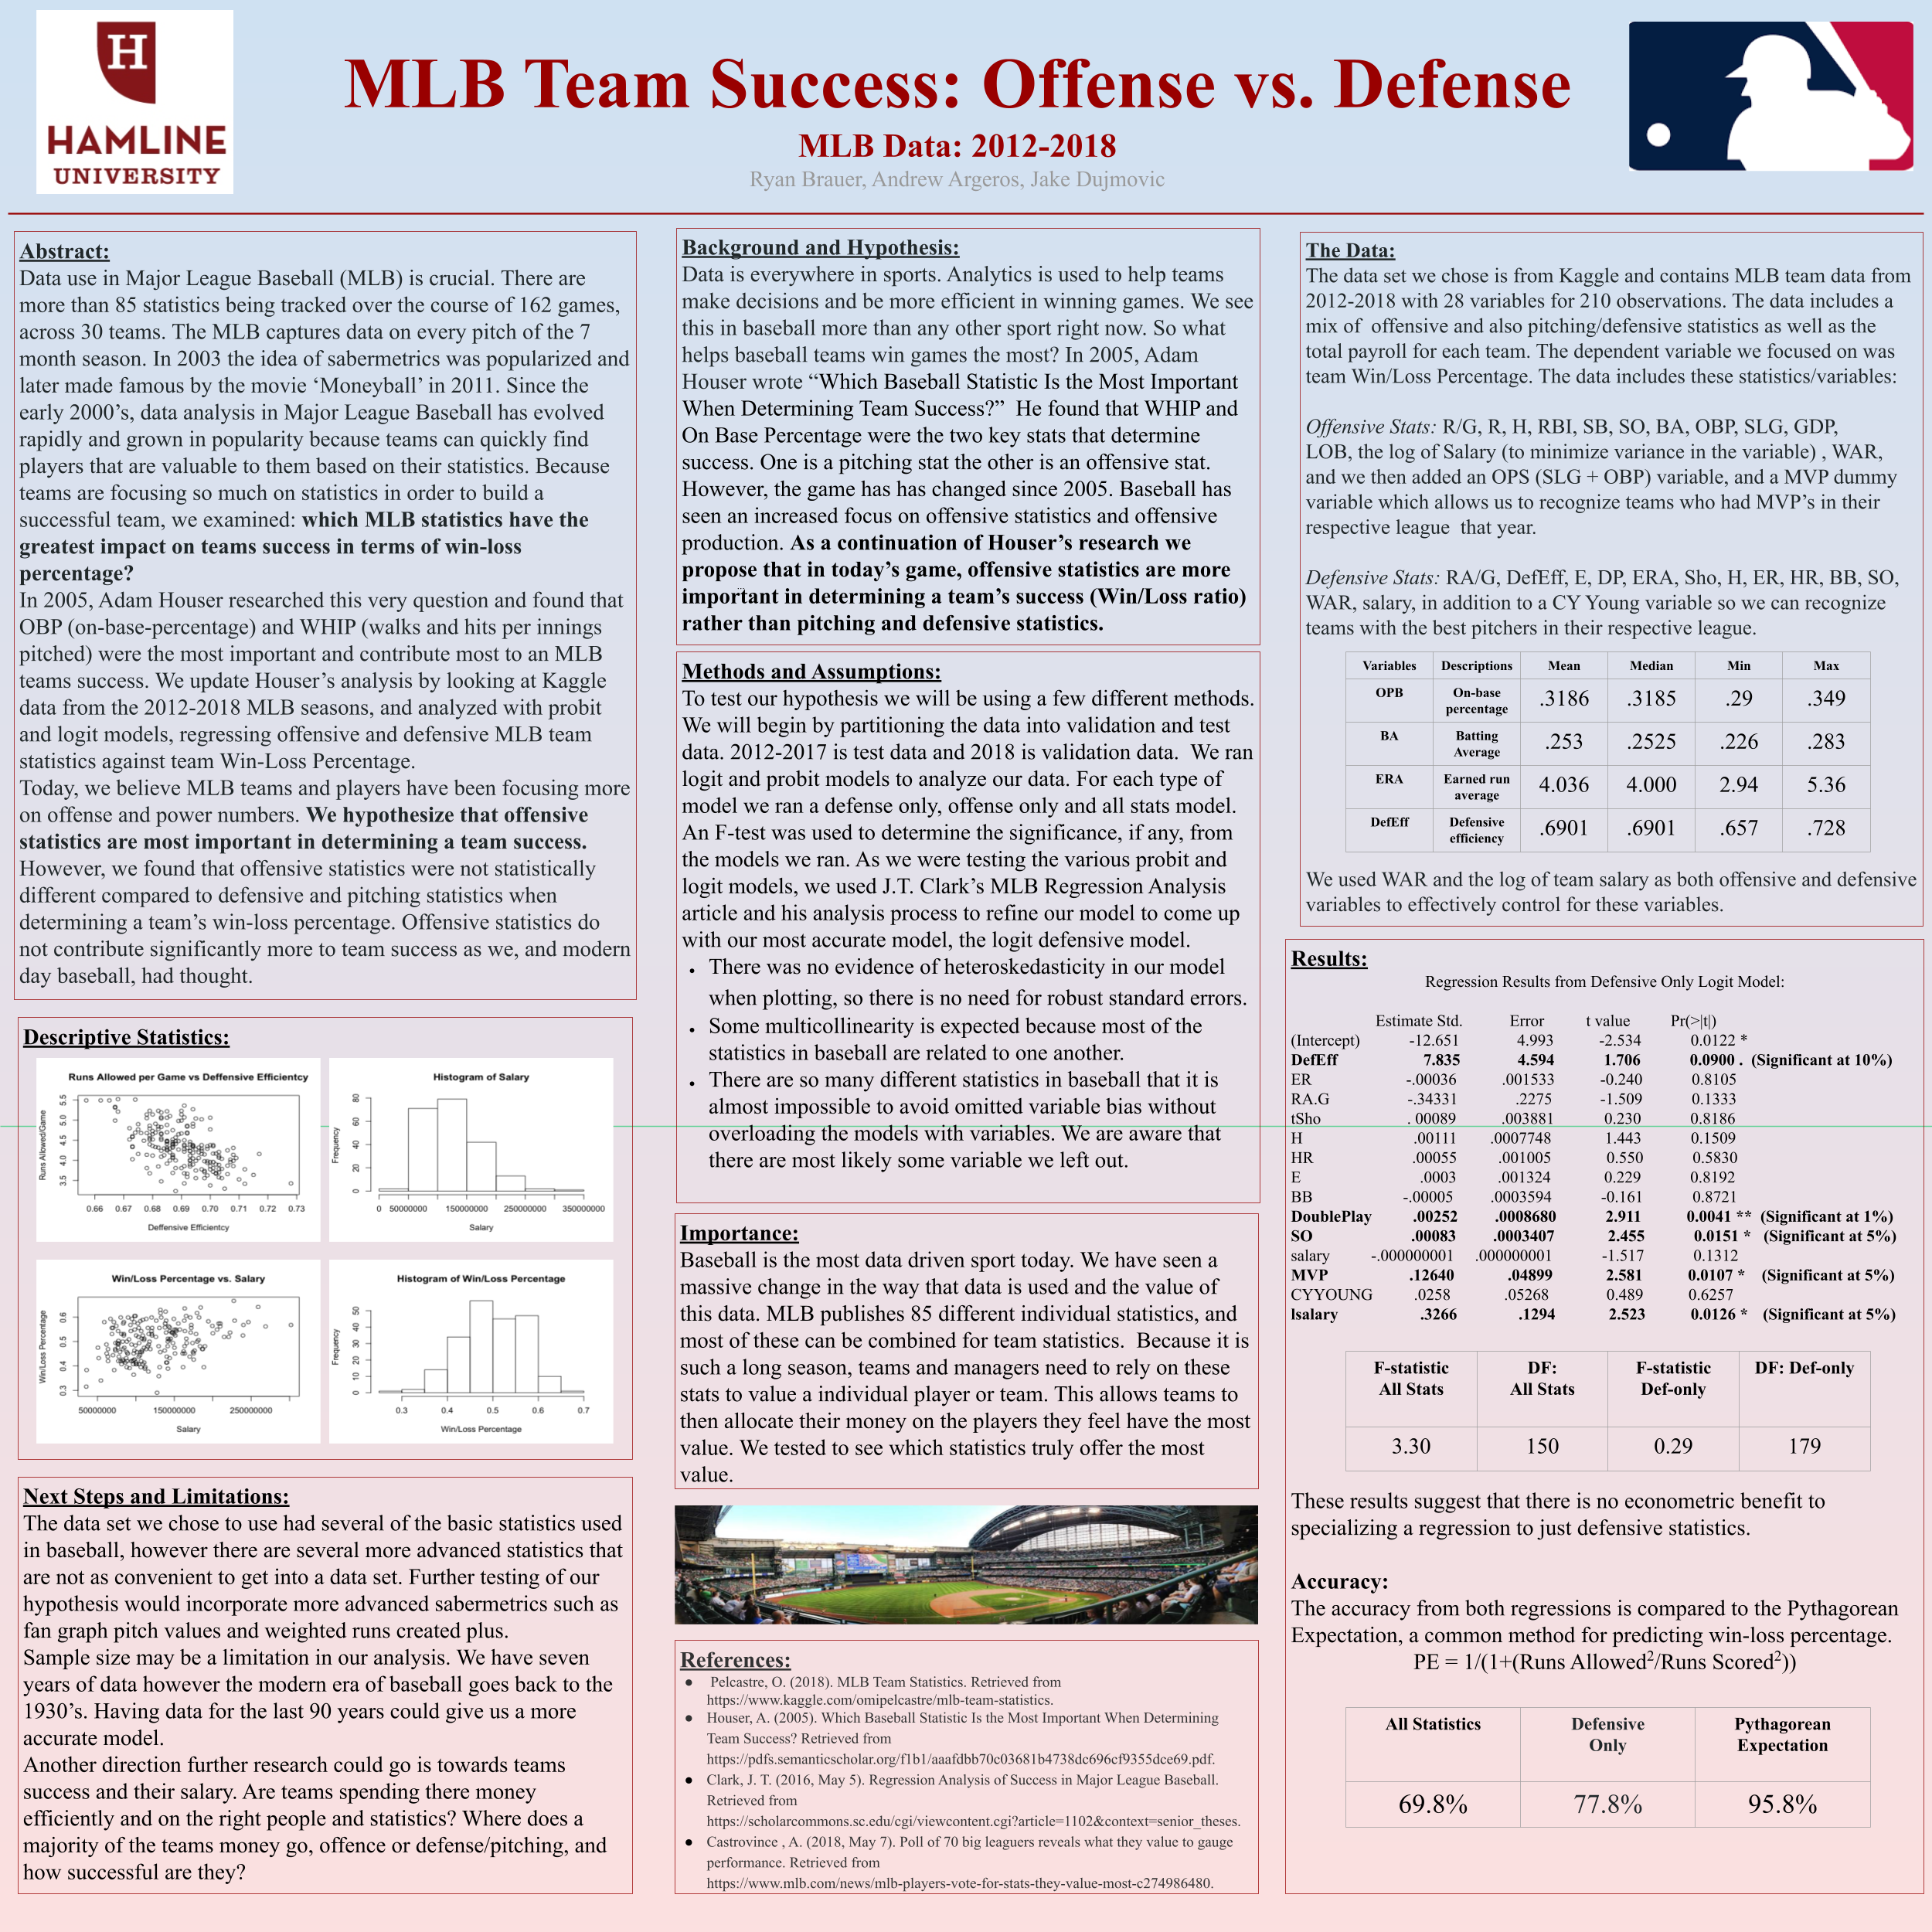 H
HAMLINE
UNIVERSITY
MLB Team Success: Offense vs. Defense
MLB Data: 2012-2018
Ryan Brauer, Andrew Argeros, Jake Dujmovic
Abstract:
Data use in Major League Baseball (MLB) is crucial. There are
more than 85 statistics being tracked over the course of 162 games,
across 30 teams. The MLB captures data on every pitch of the 7
month season. In 2003 the idea of sabermetrics was popularized and
later made famous by the movie ‘Moneyball’ in 2011. Since the
early 2000’s, data analysis in Major League Baseball has evolved
rapidly and grown in popularity because teams can quickly find
players that are valuable to them based on their statistics. Because
teams are focusing so much on statistics in order to build a
successful team, we examined: which MLB statistics have the
greatest impact on teams success in terms of win-loss
percentage?
In 2005, Adam Houser researched this very question and found that
OBP (on-base-percentage) and WHIP (walks and hits per innings
pitched) were the most important and contribute most to an MLB
teams success. We update Houser’s analysis by looking at Kaggle
data from the 2012-2018 MLB seasons, and analyzed with probit
and logit models, regressing offensive and defensive MLB team
statistics against team Win-Loss Percentage.
Today, we believe MLB teams and players have been focusing more
on offense and power numbers. We hypothesize that offensive
statistics are most important in determining a team success.
However, we found that offensive statistics were not statistically
different compared to defensive and pitching statistics when
determining a team’s win-loss percentage. Offensive statistics do
not contribute significantly more to team success as we, and modern
day baseball, had thought.
Descriptive Statistics:
Runs Allowed per Game vs Deffensive Efficientcy
Runs Allowed/Game
3.5 4.0 4.5 5.0 5.5
0.66 0.67 0.68 0.69 0.70 0.71 0.72 0.73
Deffensive Efficientcy
Histogram of Salary
Frequency
0 20 40 60 80
0 50000000 150000000 250000000 350000000
Salary
Win/Loss Percentage vs. Salary
Win/Loss Percentage
0.3 0.4 0.5 0.6
50000000 150000000 250000000
Salary
Histogram of Win/Loss Percentage
Frequency
0 10 20 30 40 50
0.3 0.4 0.5 0.6 0.7
Win/Loss Percentage
Next Steps and Limitations:
The data set we chose to use had several of the basic statistics used
in baseball, however there are several more advanced statistics that
are not as convenient to get into a data set. Further testing of our
hypothesis would incorporate more advanced sabermetrics such as
fan graph pitch values and weighted runs created plus.
Sample size may be a limitation in our analysis. We have seven
years of data however the modern era of baseball goes back to the
1930’s. Having data for the last 90 years could give us a more
accurate model.
Another direction further research could go is towards teams
success and their salary. Are teams spending there money
efficiently and on the right people and statistics? Where does a
majority of the teams money go, offence or defense/pitching, and
how successful are they?
Background and Hypothesis:
Data is everywhere in sports. Analytics is used to help teams
make decisions and be more efficient in winning games. We see
this in baseball more than any other sport right now. So what
helps baseball teams win games the most? In 2005, Adam
Houser wrote “Which Baseball Statistic Is the Most Important
When Determining Team Success?” He found that WHIP and
On Base Percentage were the two key stats that determine
success. One is a pitching stat the other is an offensive stat.
However, the game has has changed since 2005. Baseball has
seen an increased focus on offensive statistics and offensive
production. As a continuation of Houser’s research we
propose that in today’s game, offensive statistics are more
important in determining a team’s success (Win/Loss ratio)
rather than pitching and defensive statistics.
Methods and Assumptions:
To test our hypothesis we will be using a few different methods.
We will begin by partitioning the data into validation and test
data. 2012-2017 is test data and 2018 is validation data. We ran
logit and probit models to analyze our data. For each type of
model we ran a defense only, offense only and all stats model.
An F-test was used to determine the significance, if any, from
the models we ran. As we were testing the various probit and
logit models, we used J.T. Clark’s MLB Regression Analysis
article and his analysis process to refine our model to come up
with our most accurate model, the logit defensive model.
• There was no evidence of heteroskedasticity in our model
when plotting, so there is no need for robust standard errors.
• Some multicollinearity is expected because most of the
statistics in baseball are related to one another.
• There are so many different statistics in baseball that it is
almost impossible to avoid omitted variable bias without
overloading the models with variables. We are aware that
there are most likely some variable we left out.
Importance:
Baseball is the most data driven sport today. We have seen a
massive change in the way that data is used and the value of
this data. MLB publishes 85 different individual statistics, and
most of these can be combined for team statistics. Because it is
such a long season, teams and managers need to rely on these
stats to value a individual player or team. This allows teams to
then allocate their money on the players they feel have the most
value. We tested to see which statistics truly offer the most
value.
References:
● Pelcastre, O. (2018). MLB Team Statistics. Retrieved from
https://www.kaggle.com/omipelcastre/mlb-team-statistics.
● Houser, A. (2005). Which Baseball Statistic Is the Most Important When Determining
Team Success? Retrieved from
https://pdfs.semanticscholar.org/f1b1/aaafdbb70c03681b4738dc696cf9355dce69.pdf.
● Clark, J. T. (2016, May 5). Regression Analysis of Success in Major League Baseball.
Retrieved from
https://scholarcommons.sc.edu/cgi/viewcontent.cgi?article=1102&context=senior_theses.
● Castrovince , A. (2018, May 7). Poll of 70 big leaguers reveals what they value to gauge
performance. Retrieved from
https://www.mlb.com/news/mlb-players-vote-for-stats-they-value-most-c274986480.
The Data:
The data set we chose is from Kaggle and contains MLB team data from
2012-2018 with 28 variables for 210 observations. The data includes a
mix of offensive and also pitching/defensive statistics as well as the
total payroll for each team. The dependent variable we focused on was
team Win/Loss Percentage. The data includes these statistics/variables:
Offensive Stats: R/G, R, H, RBI, SB, SO, BA, OBP, SLG, GDP,
LOB, the log of Salary (to minimize variance in the variable) , WAR,
and we then added an OPS (SLG + OBP) variable, and a MVP dummy
variable which allows us to recognize teams who had MVP’s in their
respective league that year.
Defensive Stats: RA/G, DefEff, E, DP, ERA, Sho, H, ER, HR, BB, SO,
WAR, salary, in addition to a CY Young variable so we can recognize
teams with the best pitchers in their respective league.
Variables Descriptions Mean Median Min Max
OPB On-base percentage .3186 .3185 .29 .349
BA Batting Average .253 .2525 .226 .283
ERA Earned run average 4.036 4.000 2.94 5.36
DefEff Defensive efficiency .6901 .6901 .657 .728
We used WAR and the log of team salary as both offensive and defensive
variables to effectively control for these variables.
Results:
Regression Results from Defensive Only Logit Model:
Estimate Std. Error t value Pr(>|t|)
(Intercept) -12.651 4.993 -2.534 0.0122 *
DefEff 7.835 4.594 1.706 0.0900 . (Significant at 10%)
ER -.00036 .001533 -0.240 0.8105
RA.G -.34331 .2275 -1.509 0.1333
tSho . 00089 .003881 0.230 0.8186
H .00111 .0007748 1.443 0.1509
HR .00055 .001005 0.550 0.5830
E .0003 .001324 0.229 0.8192
BB -.00005 .0003594 -0.161 0.8721
DoublePlay .00252 .0008680 2.911 0.0041 ** (Significant at 1%)
SO .00083 .0003407 2.455 0.0151 * (Significant at 5%)
salary -.000000001 .000000001 -1.517 0.1312
MVP .12640 .04899 2.581 0.0107 * (Significant at 5%)
CYYOUNG .0258 .05268 0.489 0.6257
lsalary .3266 .1294 2.523 0.0126 * (Significant at 5%)
F-statistic All Stats DF: All Stats F-statistic Def-only DF: Def-only
3.30 150 0.29 179
These results suggest that there is no econometric benefit to
specializing a regression to just defensive statistics.
Accuracy:
The accuracy from both regressions is compared to the Pythagorean
Expectation, a common method for predicting win-loss percentage.
PE = 1/(1+(Runs Allowed²/Runs Scored²))
All Statistics Defensive Only Pythagorean Expectation
69.8% 77.8% 95.8%